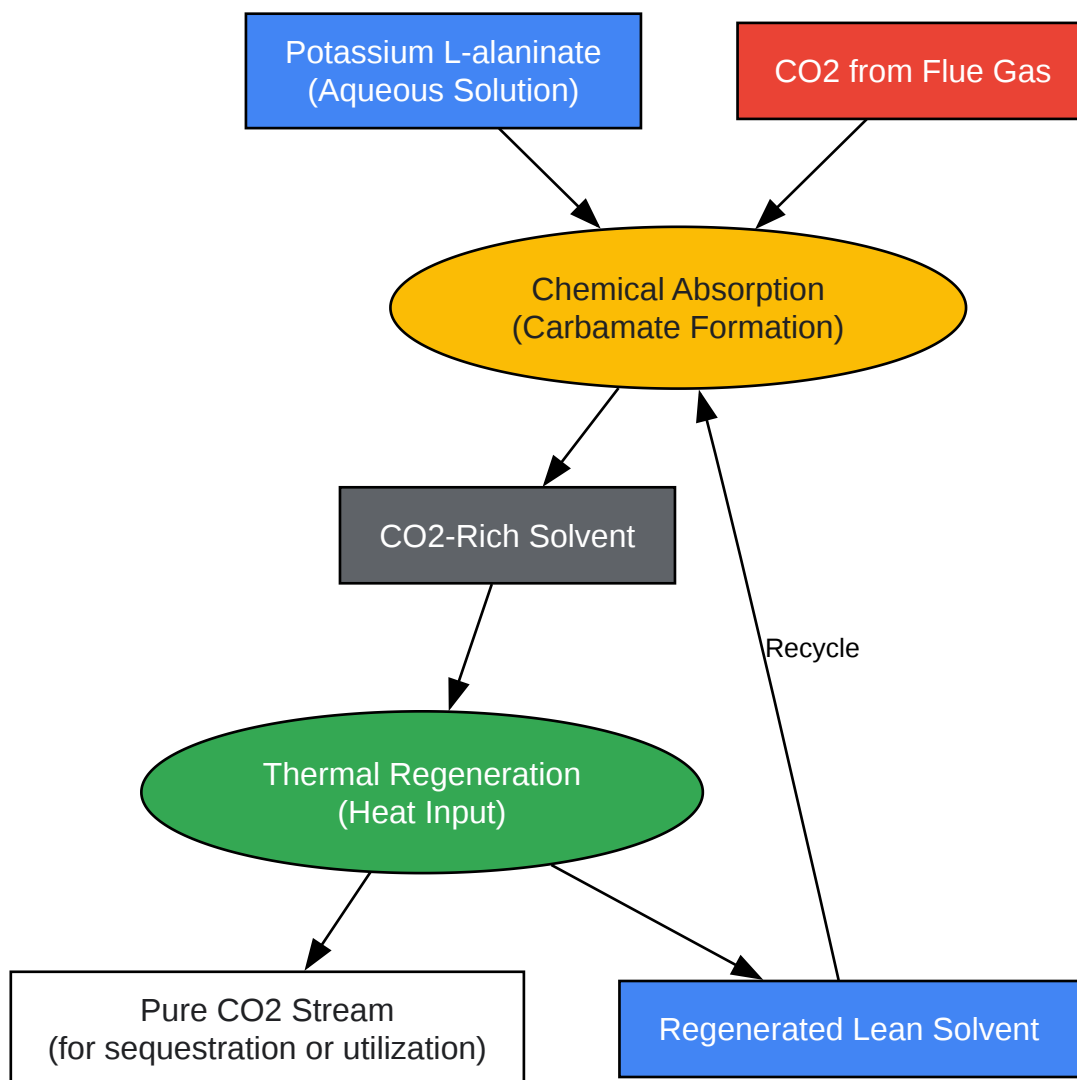 Potassium L-alaninate
(Aqueous Solution)
CO2 from Flue Gas
Chemical Absorption
(Carbamate Formation)
CO2-Rich Solvent
Recycle
Thermal Regeneration
(Heat Input)
Pure CO2 Stream
(for sequestration or utilization)
Regenerated Lean Solvent